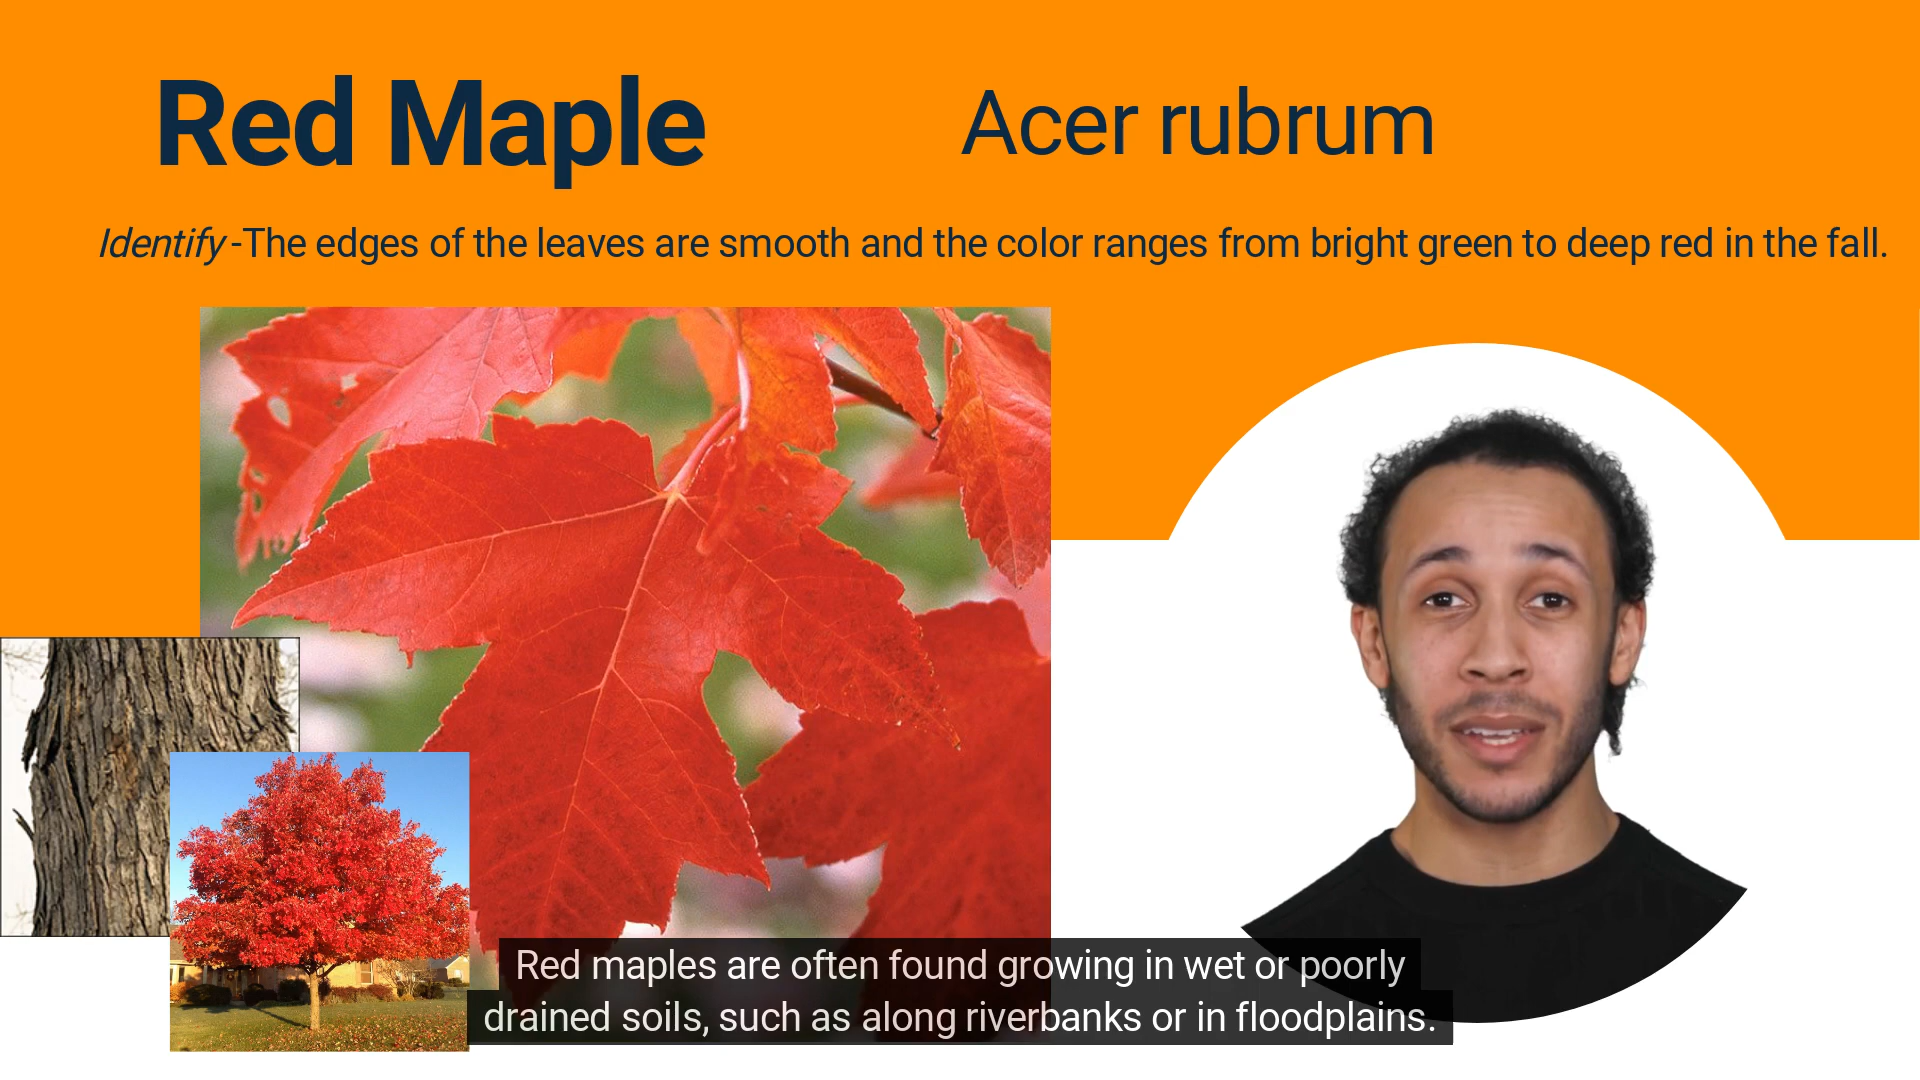 Red Maple
Acer rubrum
Identify -The edges of the leaves are smooth and the color ranges from bright green to deep red in the fall.
Red maples are often found growing in wet or poorly
drained soils, such as along riverbanks or in floodplains.